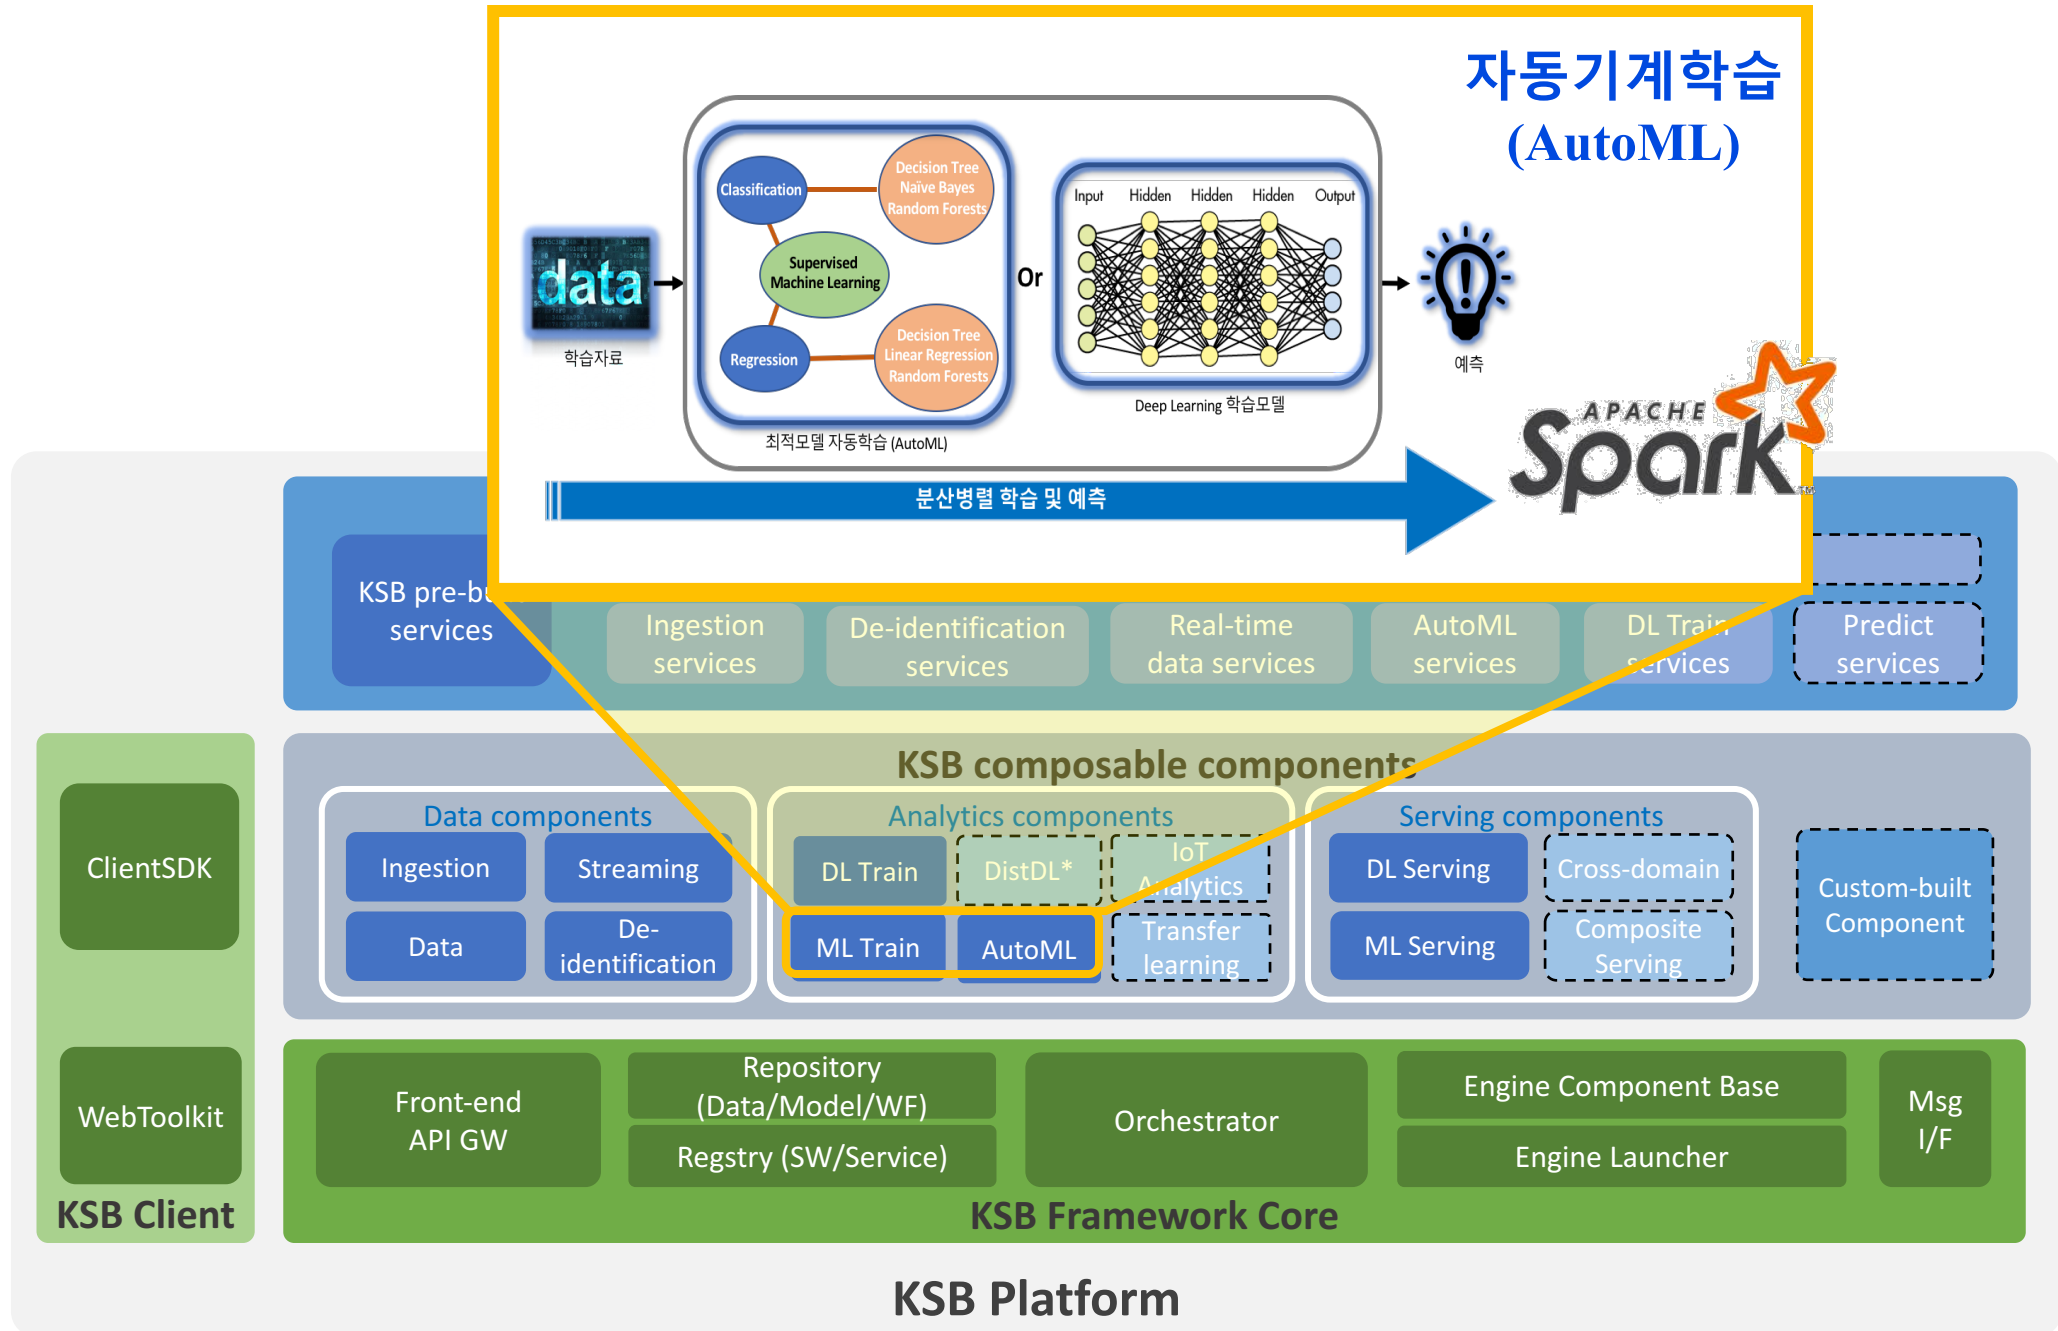 자동기계학습
(AutoML)
Classification
Decision Tree
Naïve Bayes
Random Forests
Supervised
Machine Learning
Regression
Decision Tree
Linear Regression
Random Forests
최적모델 자동학습 (AutoML)
data
학습자료
Or
Input
Hidden
Hidden
Hidden
Output
Deep Learning 학습모델
예측
APACHE
Spark
TM
분산병렬 학습 및 예측
KSB pre-bu
services
Ingestion
services
De-identification
services
Real-time
data services
AutoML
services
DL Train
services
Predict
services
KSB composable components
Data components
Ingestion
Streaming
Data
De-
identification
Analytics components
DL Train
DistDL*
IoT
Analytics
ML Train
AutoML
Transfer
learning
Serving components
DL Serving
Cross-domain
ML Serving
Composite
Serving
Custom-built
Component
ClientSDK
WebToolkit
KSB Client
Front-end
API GW
Repository
(Data/Model/WF)
Regstry (SW/Service)
Orchestrator
Engine Component Base
Engine Launcher
Msg
I/F
KSB Framework Core
KSB Platform